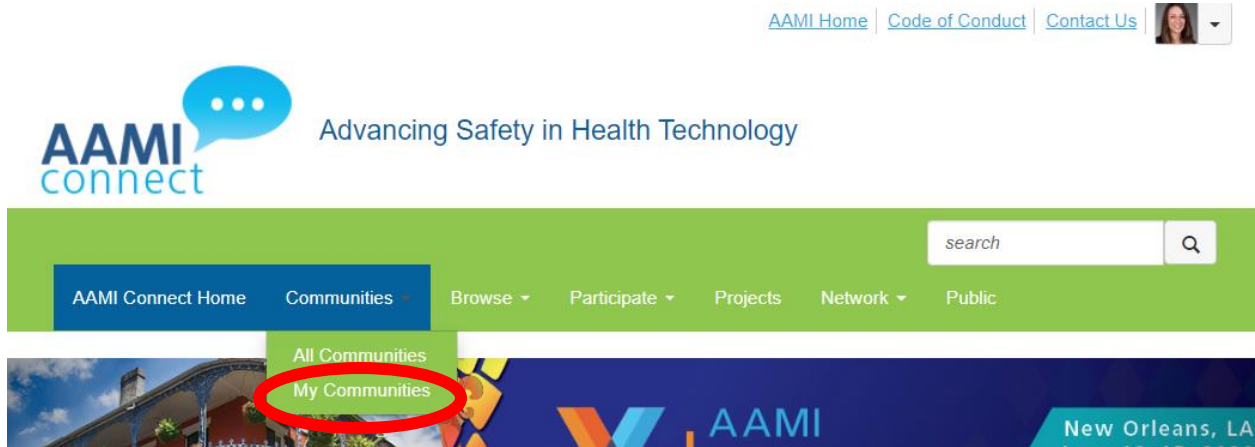 AAMI Home Code of Conduct Contact Us
AAMI
connect
Advancing Safety in Health Technology
search
AAMI Connect Home Communities Browse Participate Projects Network Public
All Communities
My Communities
AAMI
New Orleans, LA